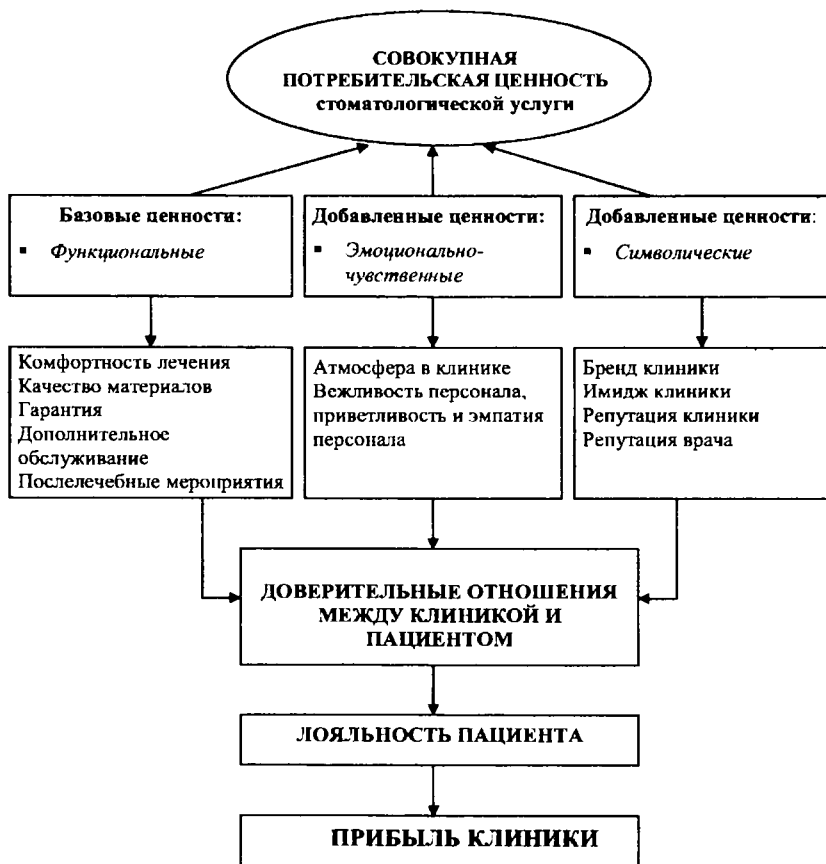 СОВОКУПНАЯ
ПОТРЕБИТЕЛЬСКАЯ ЦЕННОСТЬ
стоматологической услуги
Базовые ценности:
▪ Функциональные
Добавленные ценности:
▪ Эмоционально-
чувственные
Добавленные ценности:
▪ Символические
Комфортность лечения
Качество материалов
Гарантия
Дополнительное
обслуживание
Послелечебные мероприятия
Атмосфера в клинике
Вежливость персонала,
приветливость и эмпатия
персонала
Бренд клиники
Имидж клиники
Репутация клиники
Репутация врача
ДОВЕРИТЕЛЬНЫЕ ОТНОШЕНИЯ
МЕЖДУ КЛИНИКОЙ И
ПАЦИЕНТОМ
ЛОЯЛЬНОСТЬ ПАЦИЕНТА
ПРИБЫЛЬ КЛИНИКИ